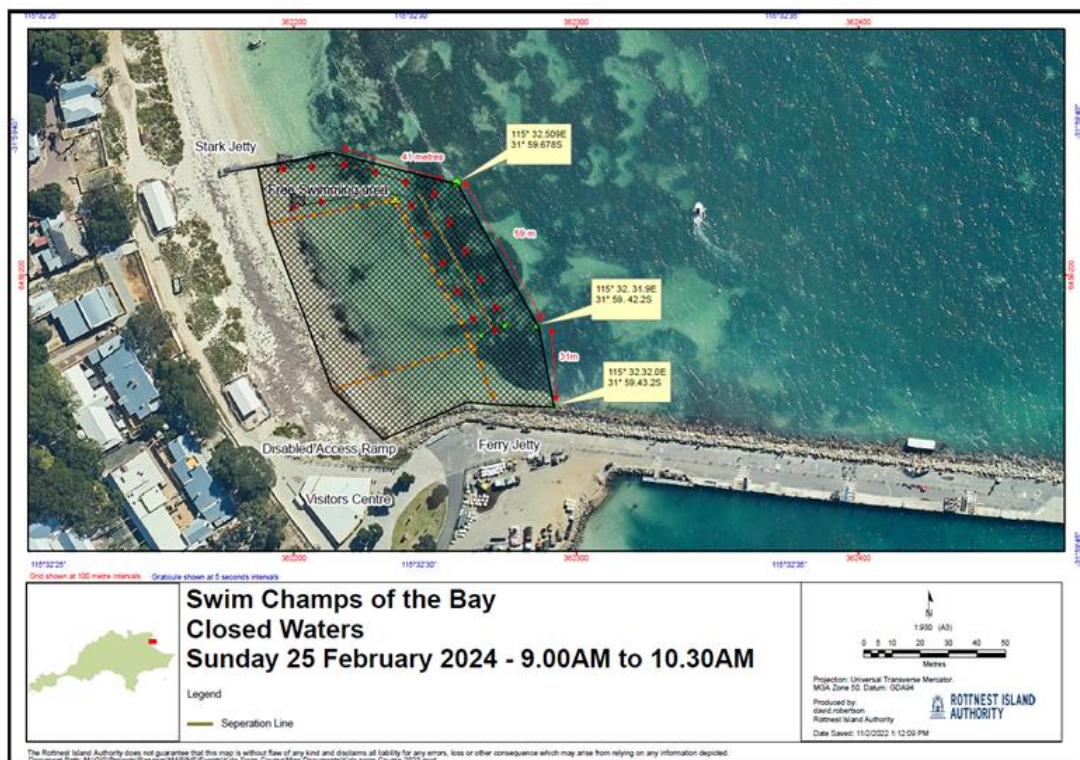 115°32'25"
362200
115°32'30"
362300
115°32'35"
362400
Stark Jetty
41 metres
115° 32.509E
31° 59.678S
Free Swimming area
59 m
115° 32. 31.9E
31° 59. 42.2S
31m
115° 32.32.0E
31° 59.43.2S
Disabled Access Ramp
Ferry Jetty
Visitors Centre
115°32'25"
362200
115°32'30"
362300
115°32'35"
362400
Grid shown at 100 metre intervals Graticule shown at 5 seconds intervals
Swim Champs of the Bay
Closed Waters
Sunday 25 February 2024 - 9.00AM to 10.30AM
Legend
Seperation Line
N
1:930 (A3)
0 5 10 20 30 40 50
Metres
Projection: Universal Transverse Mercator.
MGA Zone 50. Datum: GDA94
Produced by:
david.robertson
Rottnest Island Authority
Date Saved: 11/2/2022 1:12:09 PM
ROTTNEST ISLAND
AUTHORITY
The Rottnest Island Authority does not guarantee that this map is without flaw of any kind and disclaims all liability for any errors, loss or other consequence which may arise from relying on any information depicted.